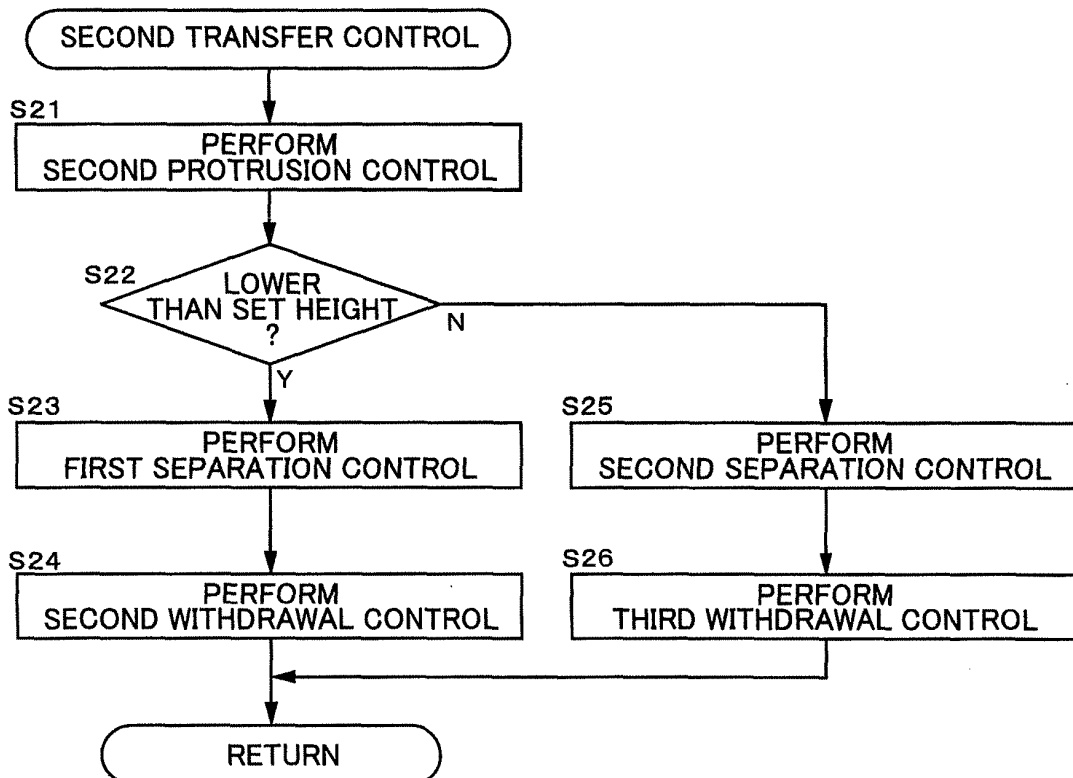 SECOND TRANSFER CONTROL
S21
PERFORM
SECOND PROTRUSION CONTROL
S22
LOWER
THAN SET HEIGHT
?
N
Y
S23
PERFORM
FIRST SEPARATION CONTROL
S25
PERFORM
SECOND SEPARATION CONTROL
S24
PERFORM
SECOND WITHDRAWAL CONTROL
S26
PERFORM
THIRD WITHDRAWAL CONTROL
RETURN